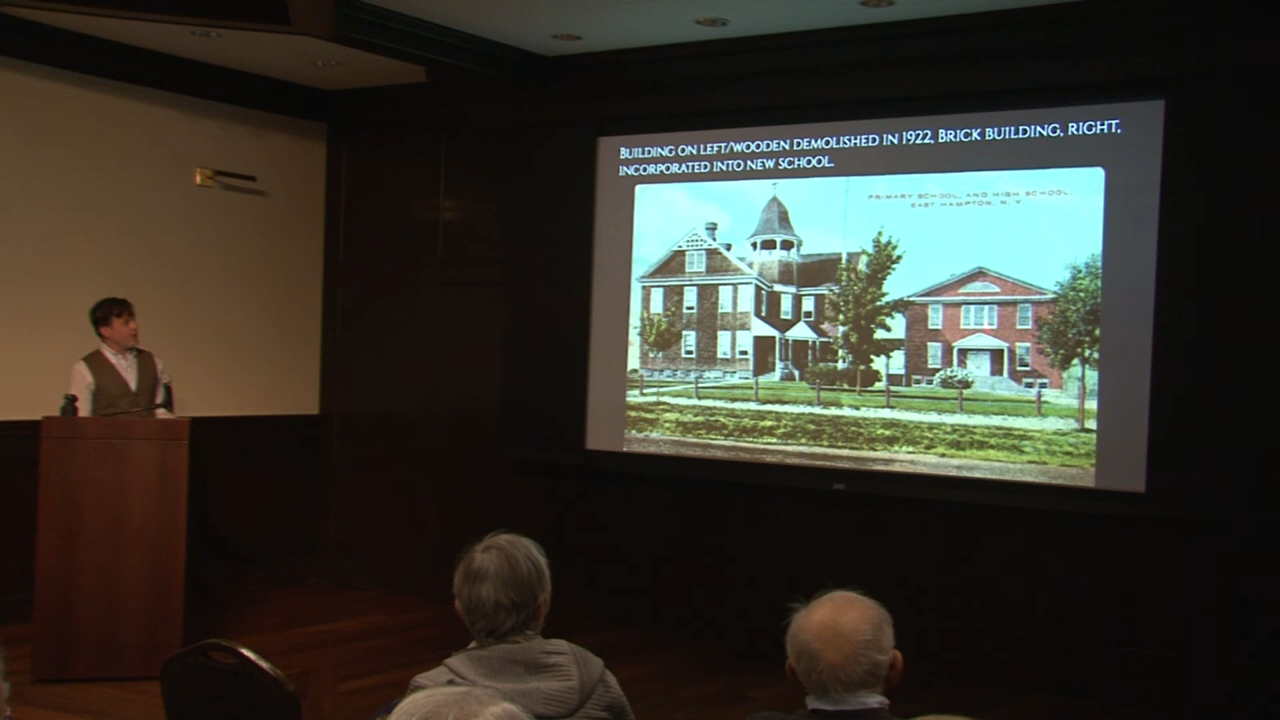 Building on left/wooden demolished in 1922, Brick building, right,
incorporated into new school.
PRIMARY SCHOOL, AND HIGH SCHOOL,
EAST HAMPTON, N. Y